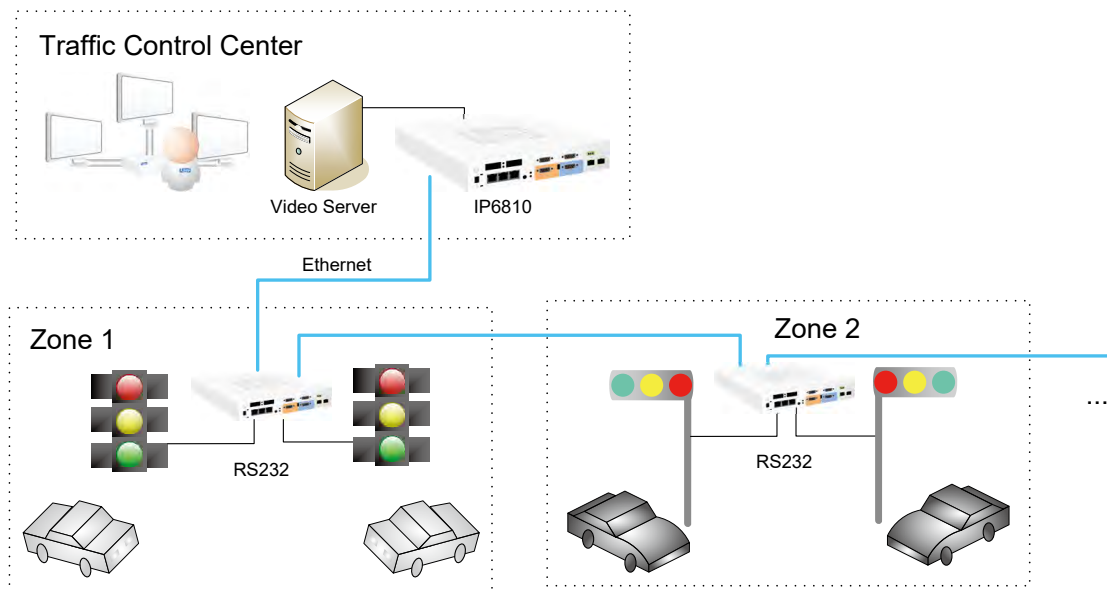 Traffic Control Center
Video Server
IP6810
Ethernet
Zone 1
Zone 2
RS232
RS232
...